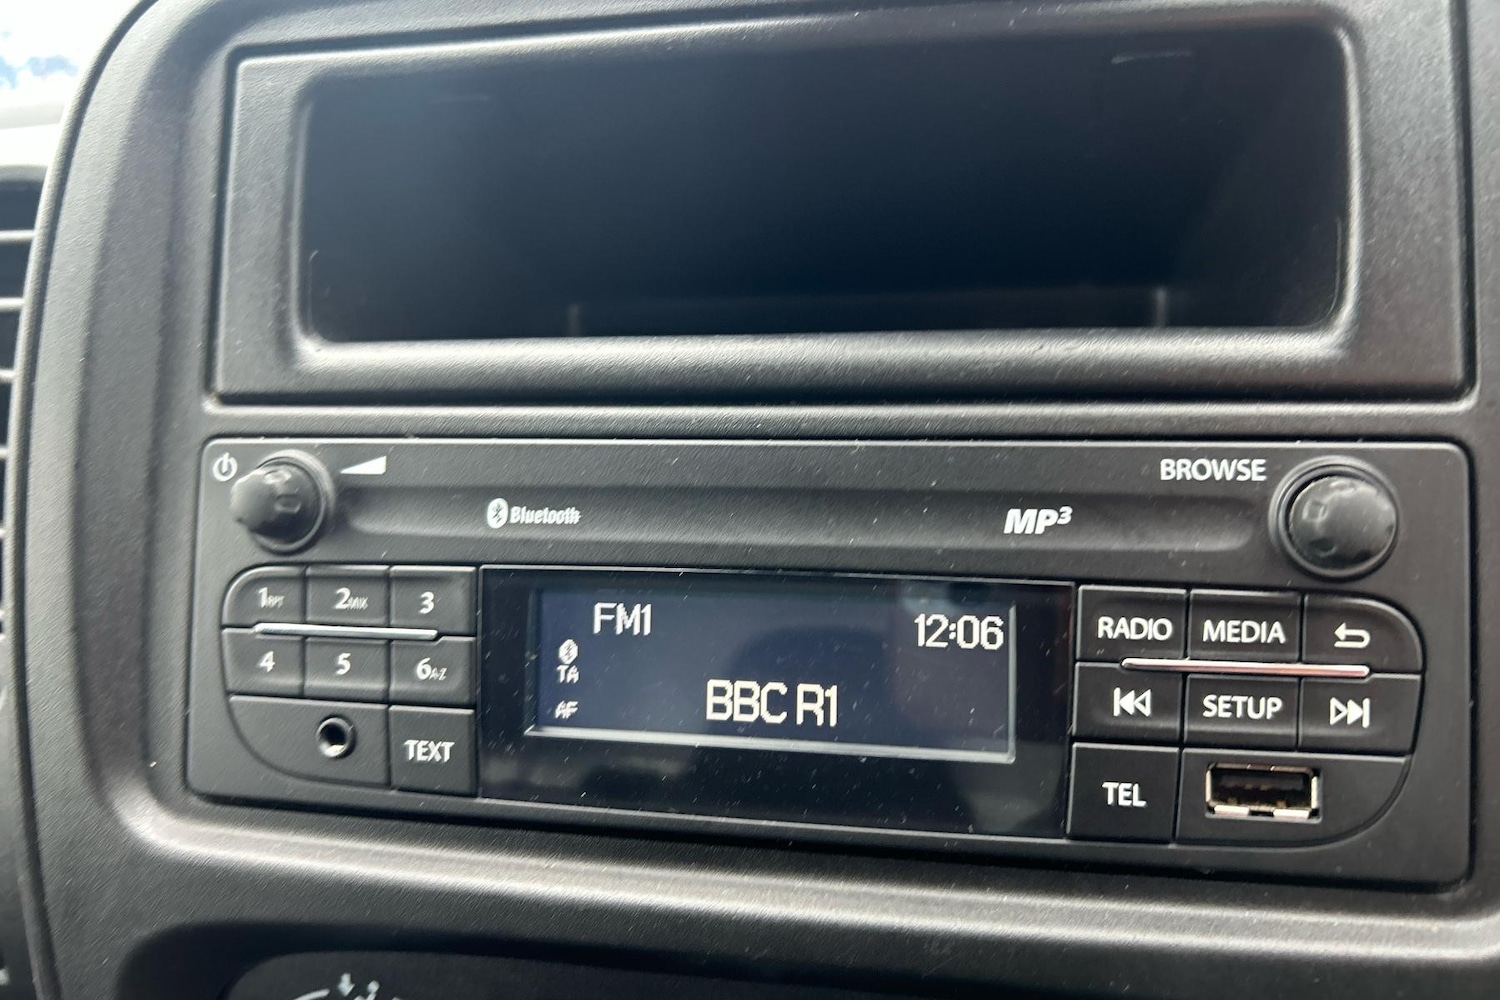 BROWSE
Bluetooth
MP3
1RPT 2MIX 3
4 5 6AZ
TEXT
FM1 12:06
TA
AF
BBC R1
RADIO MEDIA
SETUP
TEL